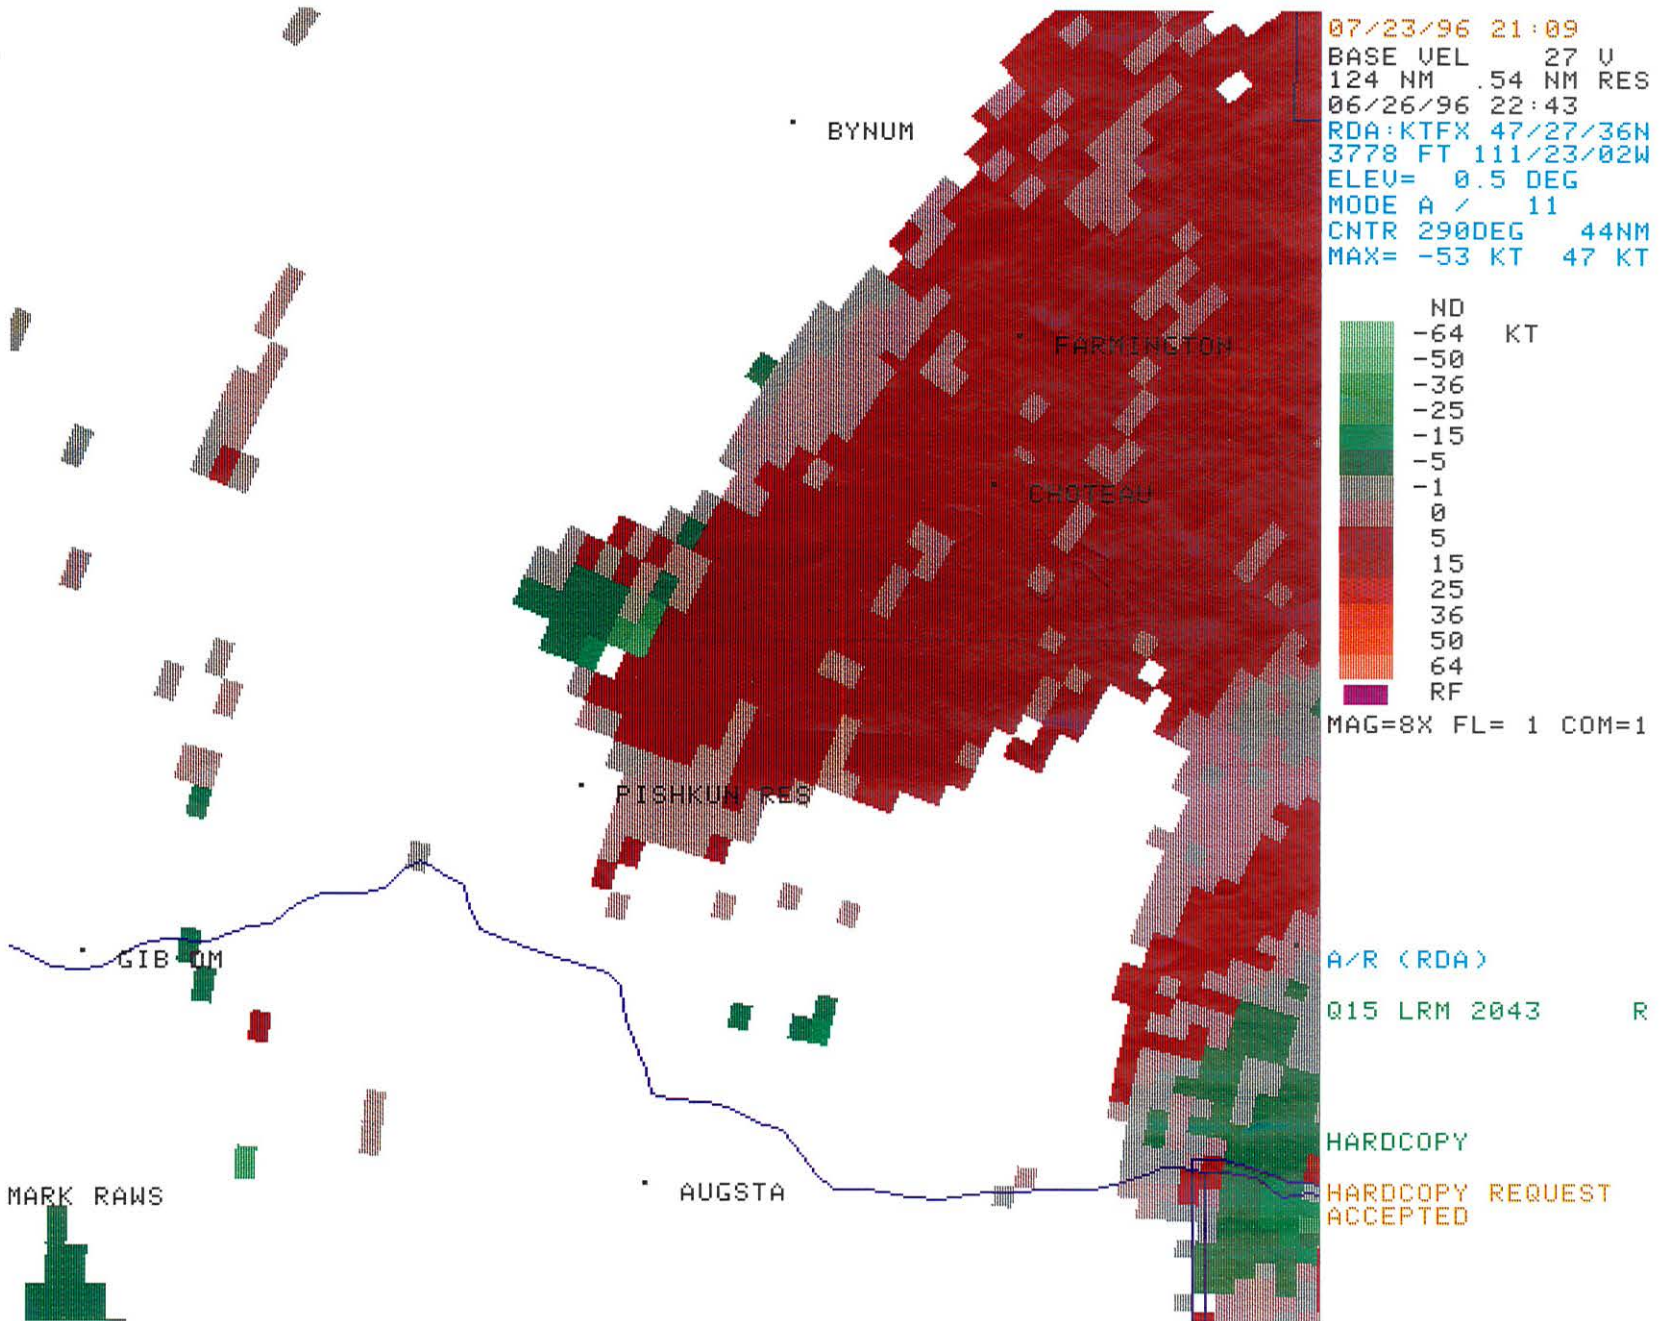 07/23/96 21:09
BASE VEL 27 V
124 NM .54 NM RES
06/26/96 22:43
RDA:KTFX 47/27/36N
3778 FT 111/23/02W
ELEV= 0.5 DEG
MODE A / 11
CNTR 290DEG 44NM
MAX= -53 KT 47 KT
ND
-64 KT
-50
-36
-25
-15
-5
-1
0
5
15
25
36
50
64
RF
MAG=8X FL= 1 COM=1
A/R (RDA)
Q15 LRM 2043 R
HARDCOPY
HARDCOPY REQUEST
ACCEPTED
BYNUM
FARMINGTON
CHOTEAU
PISHKUN RES
GIB DM
AUGSTA
MARK RAWS